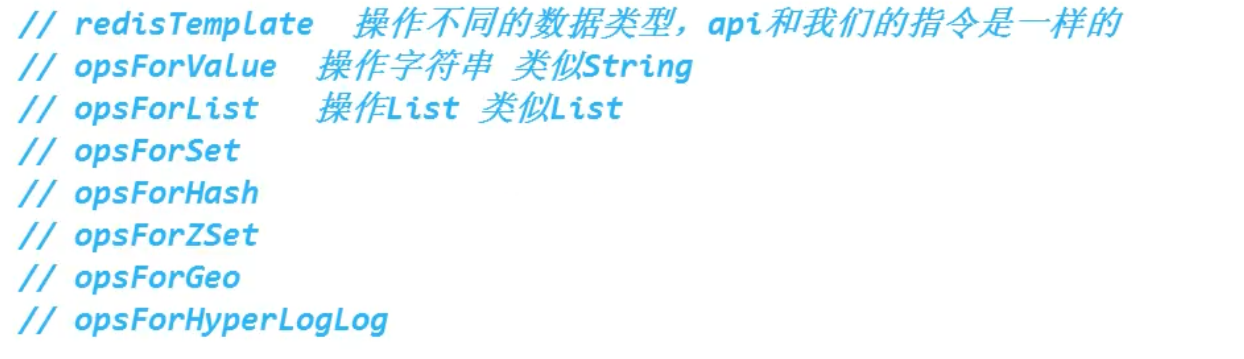 // redisTemplate 操作不同的数据类型，api和我们的指令是一样的
// opsForValue 操作字符串 类似String
// opsForList 操作List 类似List
// opsForSet
// opsForHash
// opsForZSet
// opsForGeo
// opsForHyperLogLog